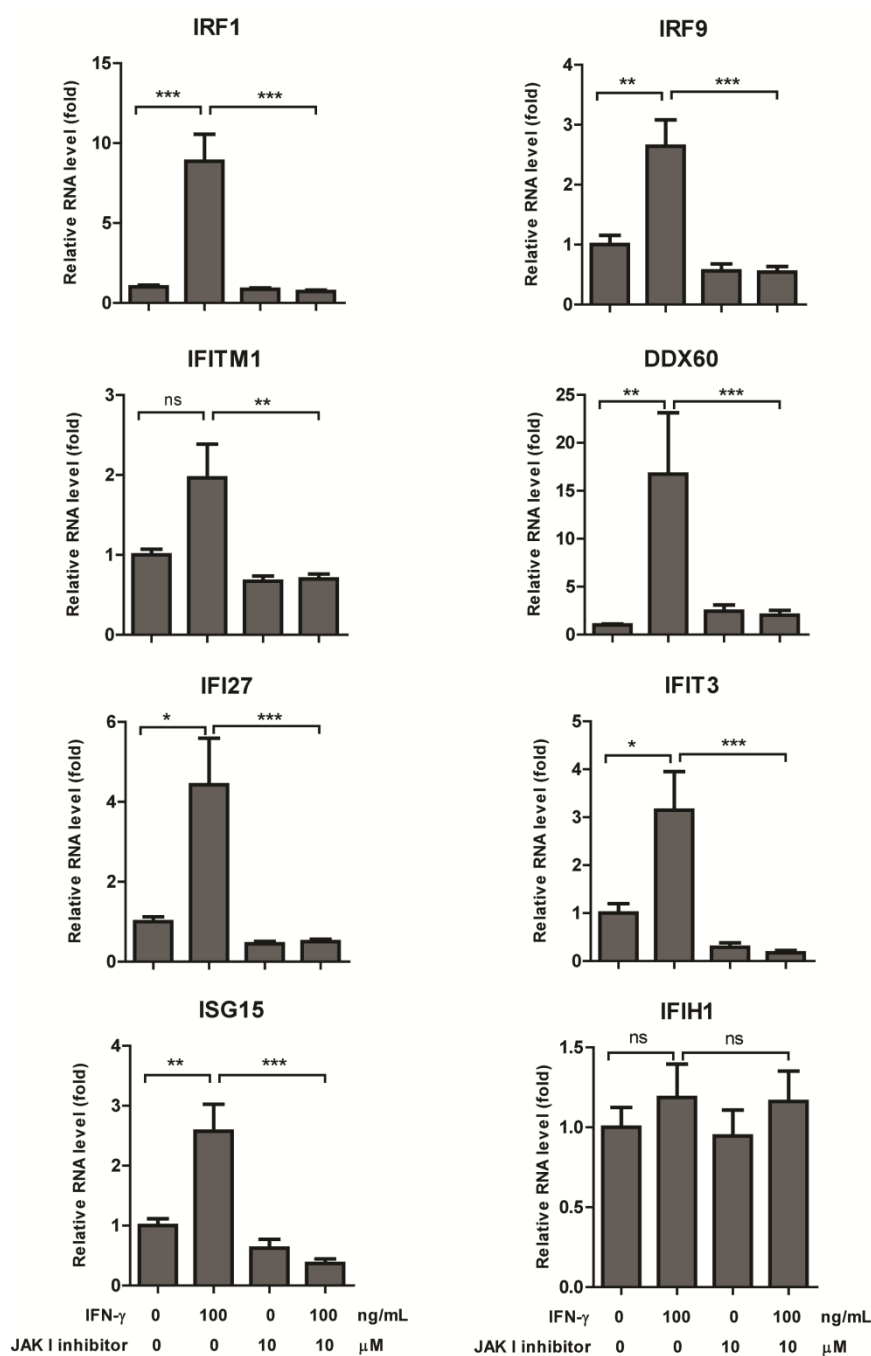 IRF1
Relative RNA level (fold)
15
10
5
0
*** ***
IRF9
Relative RNA level (fold)
5
4
3
2
1
0
** ***
IFITM1
Relative RNA level (fold)
3
2
1
0
ns **
DDX60
Relative RNA level (fold)
25
20
15
10
5
0
** ***
IFI27
Relative RNA level (fold)
6
4
2
0
* ***
IFIT3
Relative RNA level (fold)
5
4
3
2
1
0
* ***
ISG15
Relative RNA level (fold)
4
3
2
1
0
** ***
IFIH1
Relative RNA level (fold)
1.5
1.0
0.5
0.0
ns ns
IFN-γ 0 100 0 100 ng/mL
JAK I inhibitor 0 0 10 10 μM
IFN-γ 0 100 0 100 ng/mL
JAK I inhibitor 0 0 10 10 μM